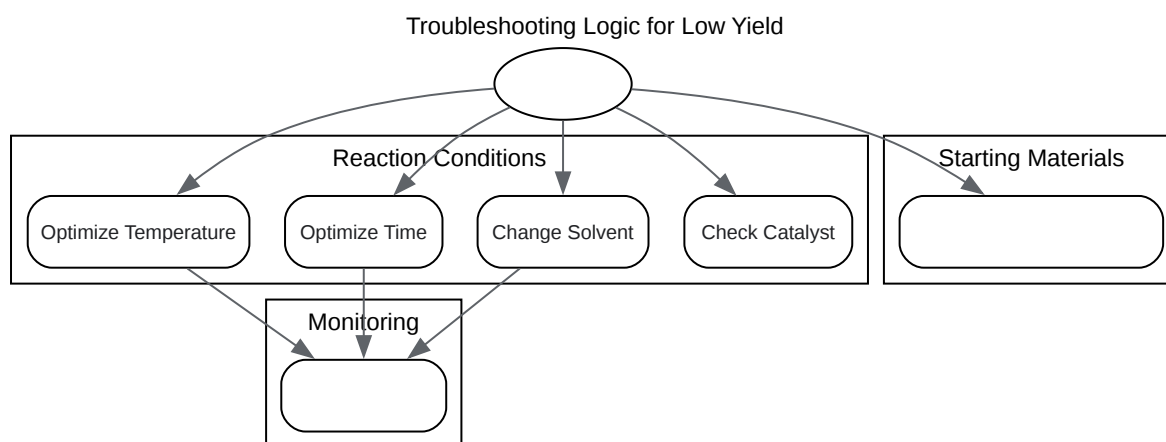 Troubleshooting Logic for Low Yield
Reaction Conditions
Starting Materials
Optimize Temperature
Optimize Time
Change Solvent
Check Catalyst
Monitoring